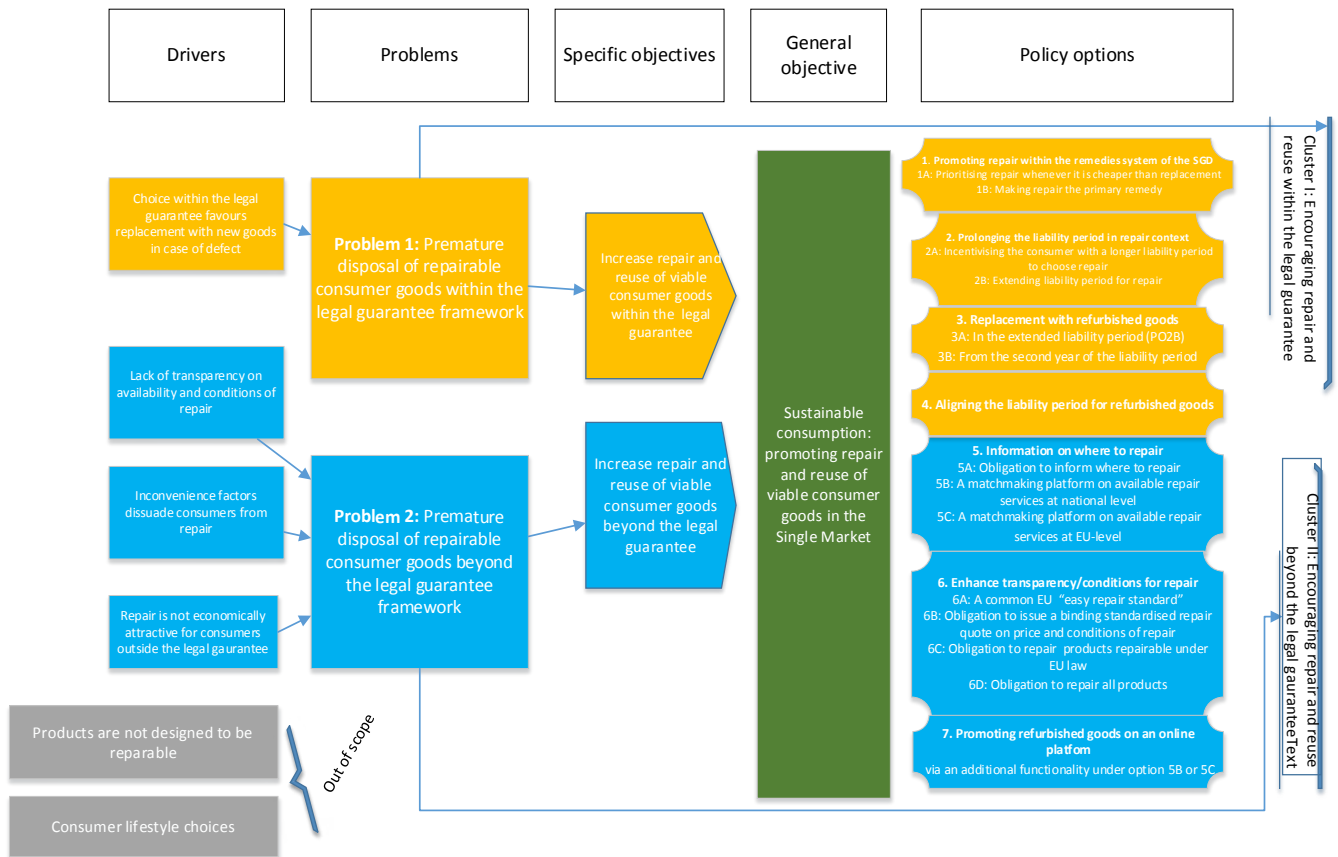 Drivers
Problems
Specific objectives
General
objective
Policy options
Choice within the legal
guarantee favours
replacement with new goods
in case of defect
Lack of transparency on
availability and conditions of
repair
Inconvenience factors
dissuade consumers from
repair
Repair is not economically
attractive for consumers
outside the legal gaurantee
Products are not designed to be
reparable
Consumer lifestyle choices
Out of scope
Problem 1: Premature
disposal of repairable
consumer goods within the
legal guarantee framework
Problem 2: Premature
disposal of repairable
consumer goods beyond
the legal guarantee
framework
Increase repair and
reuse of viable
consumer goods
within the legal
guarantee
Increase repair and
reuse of viable
consumer goods
beyond the legal
guarantee
Sustainable
consumption:
promoting repair
and reuse of
viable consumer
goods in the
Single Market
1. Promoting repair within the remedies system of the SGD
1A: Prioritising repair whenever it is cheaper than replacement
1B: Making repair the primary remedy
2. Prolonging the liability period in repair context
2A: Incentivising the consumer with a longer liability period
to choose repair
2B: Extending liability period for repair
3. Replacement with refurbished goods
3A: In the extended liability period (PO2B)
3B: From the second year of the liability period
4. Aligning the liability period for refurbished goods
5. Information on where to repair
5A: Obligation to inform where to repair
5B: A matchmaking platform on available repair
services at national level
5C: A matchmaking platform on available repair
services at EU-level
6. Enhance transparency/conditions for repair
6A: A common EU “easy repair standard”
6B: Obligation to issue a binding standardised repair
quote on price and conditions of repair
6C: Obligation to repair products repairable under
EU law
6D: Obligation to repair all products
7. Promoting refurbished goods on an online
platfom
via an additional functionality under option 5B or 5C
Cluster I: Encouraging repair and
reuse within the legal guarantee
Cluster II: Encouraging repair and reuse
beyond the legal gauranteeText